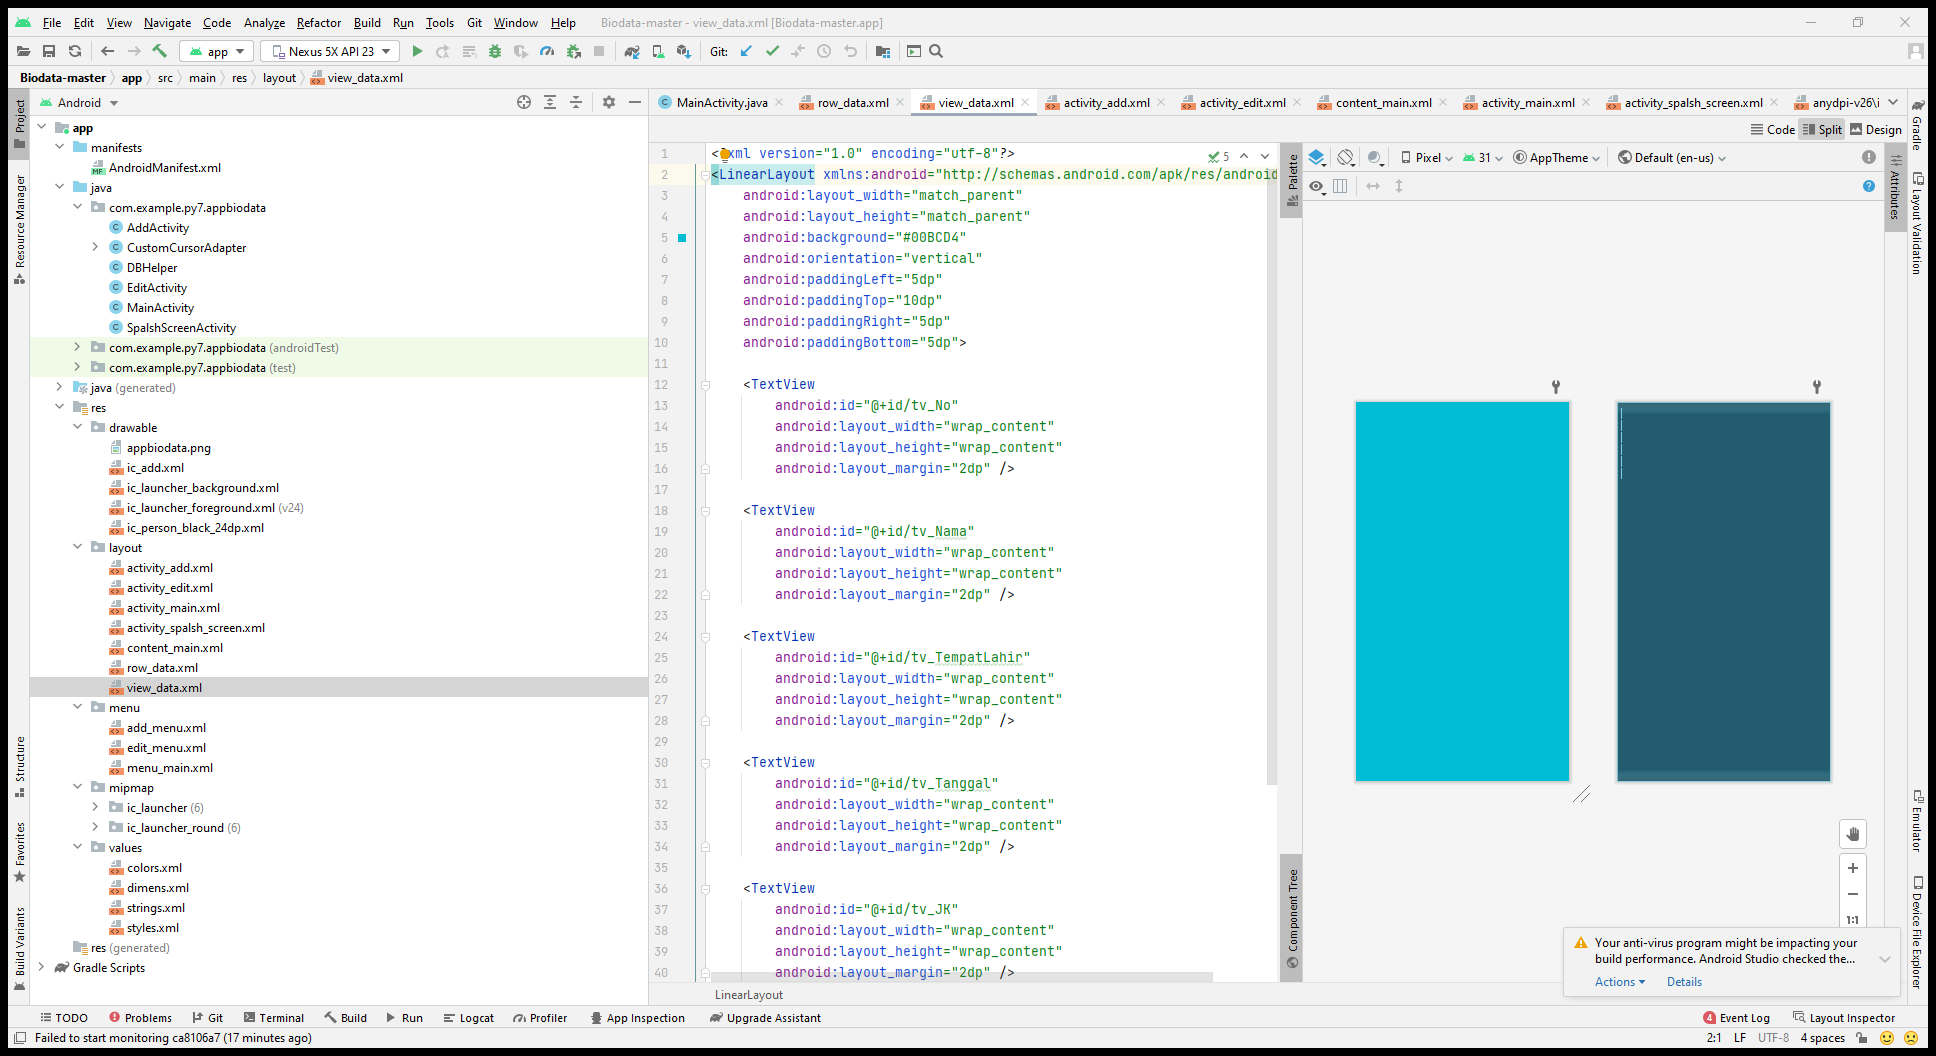 File Edit View Navigate Code Analyze Refactor Build Run Tools Git Window Help Biodata-master - view_data.xml [Biodata-master.app]
app Nexus 5X API 23 Git:
Biodata-master app src main res layout view_data.xml
Project
Resource Manager
Structure
Favorites
Build Variants
Android
app
manifests
AndroidManifest.xml
java
com.example.py7.appbiodata
AddActivity
CustomCursorAdapter
DBHelper
EditActivity
MainActivity
SpalshScreenActivity
com.example.py7.appbiodata (androidTest)
com.example.py7.appbiodata (test)
java (generated)
res
drawable
appbiodata.png
ic_add.xml
ic_launcher_background.xml
ic_launcher_foreground.xml (v24)
ic_person_black_24dp.xml
layout
activity_add.xml
activity_edit.xml
activity_main.xml
activity_spalsh_screen.xml
content_main.xml
row_data.xml
view_data.xml
menu
add_menu.xml
edit_menu.xml
menu_main.xml
mipmap
ic_launcher (6)
ic_launcher_round (6)
values
colors.xml
dimens.xml
strings.xml
styles.xml
res (generated)
Gradle Scripts
MainActivity.java row_data.xml view_data.xml activity_add.xml activity_edit.xml content_main.xml activity_main.xml activity_spalsh_screen.xml anydpi-v26\i
Code Split Design
5
1 <?xml version="1.0" encoding="utf-8"?>
2 <LinearLayout xmlns:android="http://schemas.android.com/apk/res/android
3 android:layout_width="match_parent"
4 android:layout_height="match_parent"
5 android:background="#00BCD4"
6 android:orientation="vertical"
7 android:paddingLeft="5dp"
8 android:paddingTop="10dp"
9 android:paddingRight="5dp"
10 android:paddingBottom="5dp">
11
12 <TextView
13 android:id="@+id/tv_No"
14 android:layout_width="wrap_content"
15 android:layout_height="wrap_content"
16 android:layout_margin="2dp" />
17
18 <TextView
19 android:id="@+id/tv_Nama"
20 android:layout_width="wrap_content"
21 android:layout_height="wrap_content"
22 android:layout_margin="2dp" />
23
24 <TextView
25 android:id="@+id/tv_TempatLahir"
26 android:layout_width="wrap_content"
27 android:layout_height="wrap_content"
28 android:layout_margin="2dp" />
29
30 <TextView
31 android:id="@+id/tv_Tanggal"
32 android:layout_width="wrap_content"
33 android:layout_height="wrap_content"
34 android:layout_margin="2dp" />
35
36 <TextView
37 android:id="@+id/tv_JK"
38 android:layout_width="wrap_content"
39 android:layout_height="wrap_content"
40 android:layout_margin="2dp" />
LinearLayout
Palette
Component Tree
Pixel 31 AppTheme Default (en-us)
1:1
Attributes
Gradle
Layout Validation
Emulator
Device File Explorer
Your anti-virus program might be impacting your
build performance. Android Studio checked the...
Actions Details
TODO Problems Git Terminal Build Run Logcat Profiler App Inspection Upgrade Assistant 4 Event Log Layout Inspector
Failed to start monitoring ca8106a7 (17 minutes ago) 2:1 LF UTF-8 4 spaces